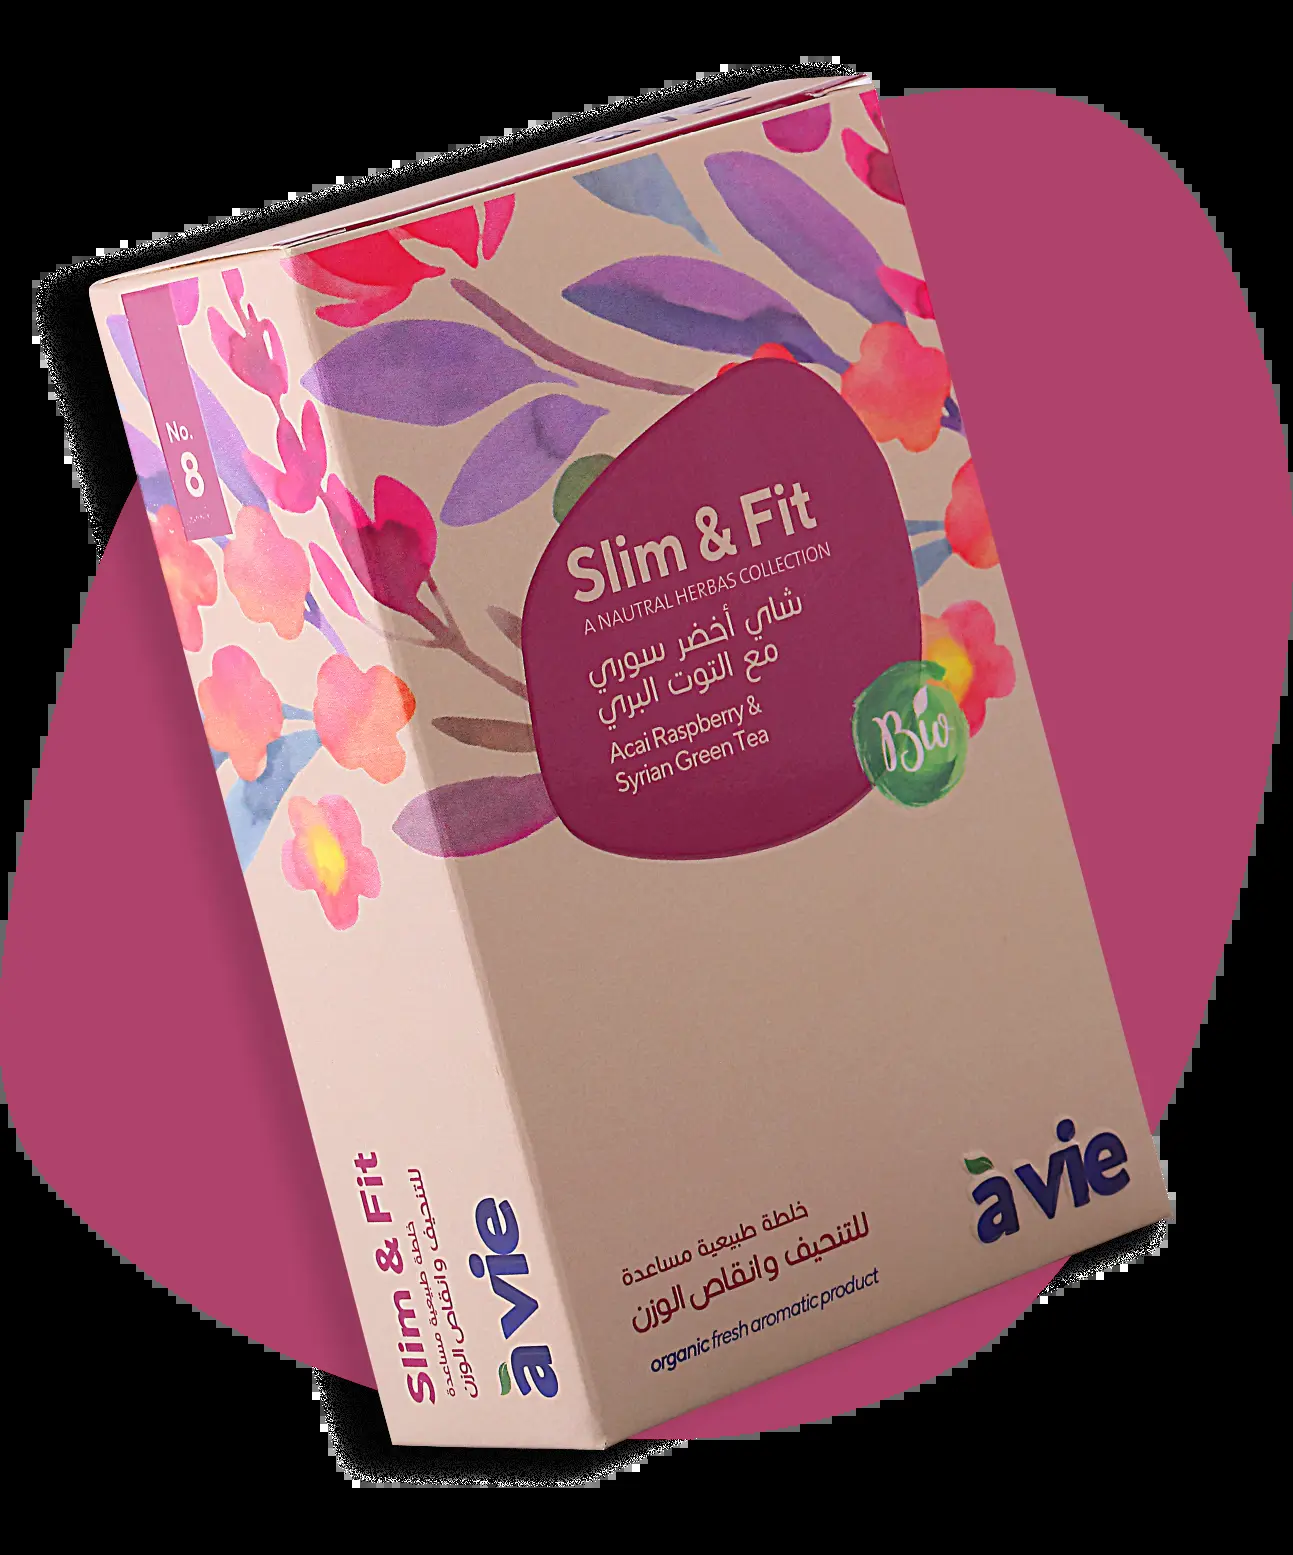 No.
8
Slim & Fit
A NAUTRAL HERBAS COLLECTION
شاي أخضر سوري
مع التوت البري
Acai Raspberry &
Syrian Green Tea
Bio
خلطة طبيعية مساعدة
للتنحيف وانقاص الوزن
organic fresh aromatic product
à vie
Slim & Fit
خلطة طبيعية مساعدة
للتنحيف وانقاص الوزن
à vie